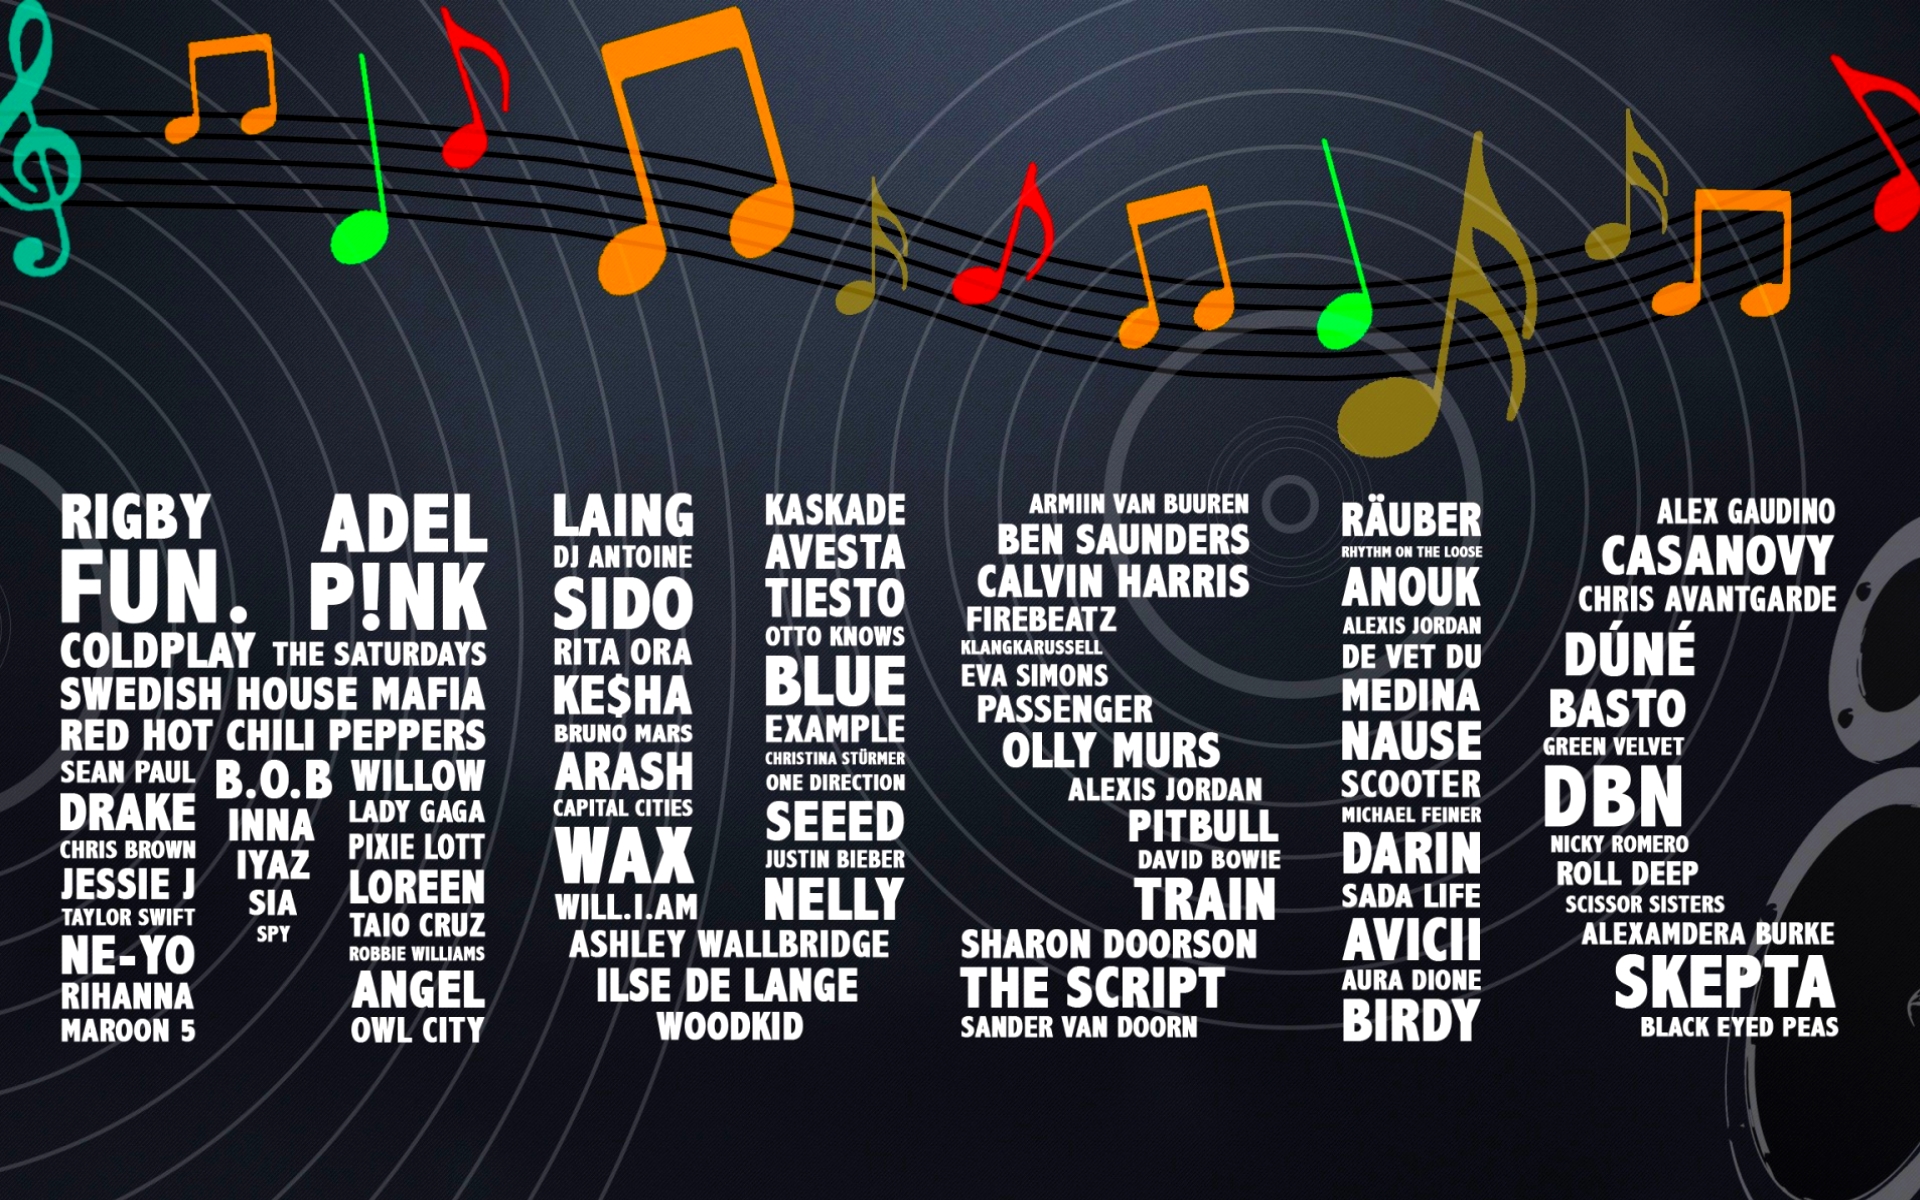 RIGBY
FUN.
ADEL
P!NK
COLDPLAY THE SATURDAYS
SWEDISH HOUSE MAFIA
RED HOT CHILI PEPPERS
SEAN PAUL
DRAKE
CHRIS BROWN
JESSIE J
TAYLOR SWIFT
NE-YO
RIHANNA
MAROON 5
B.O.B
INNA
IYAZ
SIA
SPY
WILLOW
LADY GAGA
PIXIE LOTT
LOREEN
TAIO CRUZ
ROBBIE WILLIAMS
ANGEL
OWL CITY
LAING
DJ ANTOINE
SIDO
RITA ORA
KE$HA
BRUNO MARS
ARASH
CAPITAL CITIES
WAX
WILL.I.AM
KASKADE
AVESTA
TIESTO
OTTO KNOWS
BLUE
EXAMPLE
CHRISTINA STÜRMER
ONE DIRECTION
SEEED
JUSTIN BIEBER
NELLY
ASHLEY WALLBRIDGE
ILSE DE LANGE
WOODKID
ARMIIN VAN BUUREN
BEN SAUNDERS
CALVIN HARRIS
FIREBEATZ
KLANGKARUSSELL
EVA SIMONS
PASSENGER
OLLY MURS
ALEXIS JORDAN
PITBULL
DAVID BOWIE
TRAIN
SHARON DOORSON
THE SCRIPT
SANDER VAN DOORN
RÄUBER
RHYTHM ON THE LOOSE
ANOUK
ALEXIS JORDAN
DE VET DU
MEDINA
NAUSE
SCOOTER
MICHAEL FEINER
DARIN
SADA LIFE
AVICII
AURA DIONE
BIRDY
ALEX GAUDINO
CASANOVY
CHRIS AVANTGARDE
DÚNÉ
BASTO
GREEN VELVET
DBN
NICKY ROMERO
ROLL DEEP
SCISSOR SISTERS
ALEXAMDERA BURKE
SKEPTA
BLACK EYED PEAS